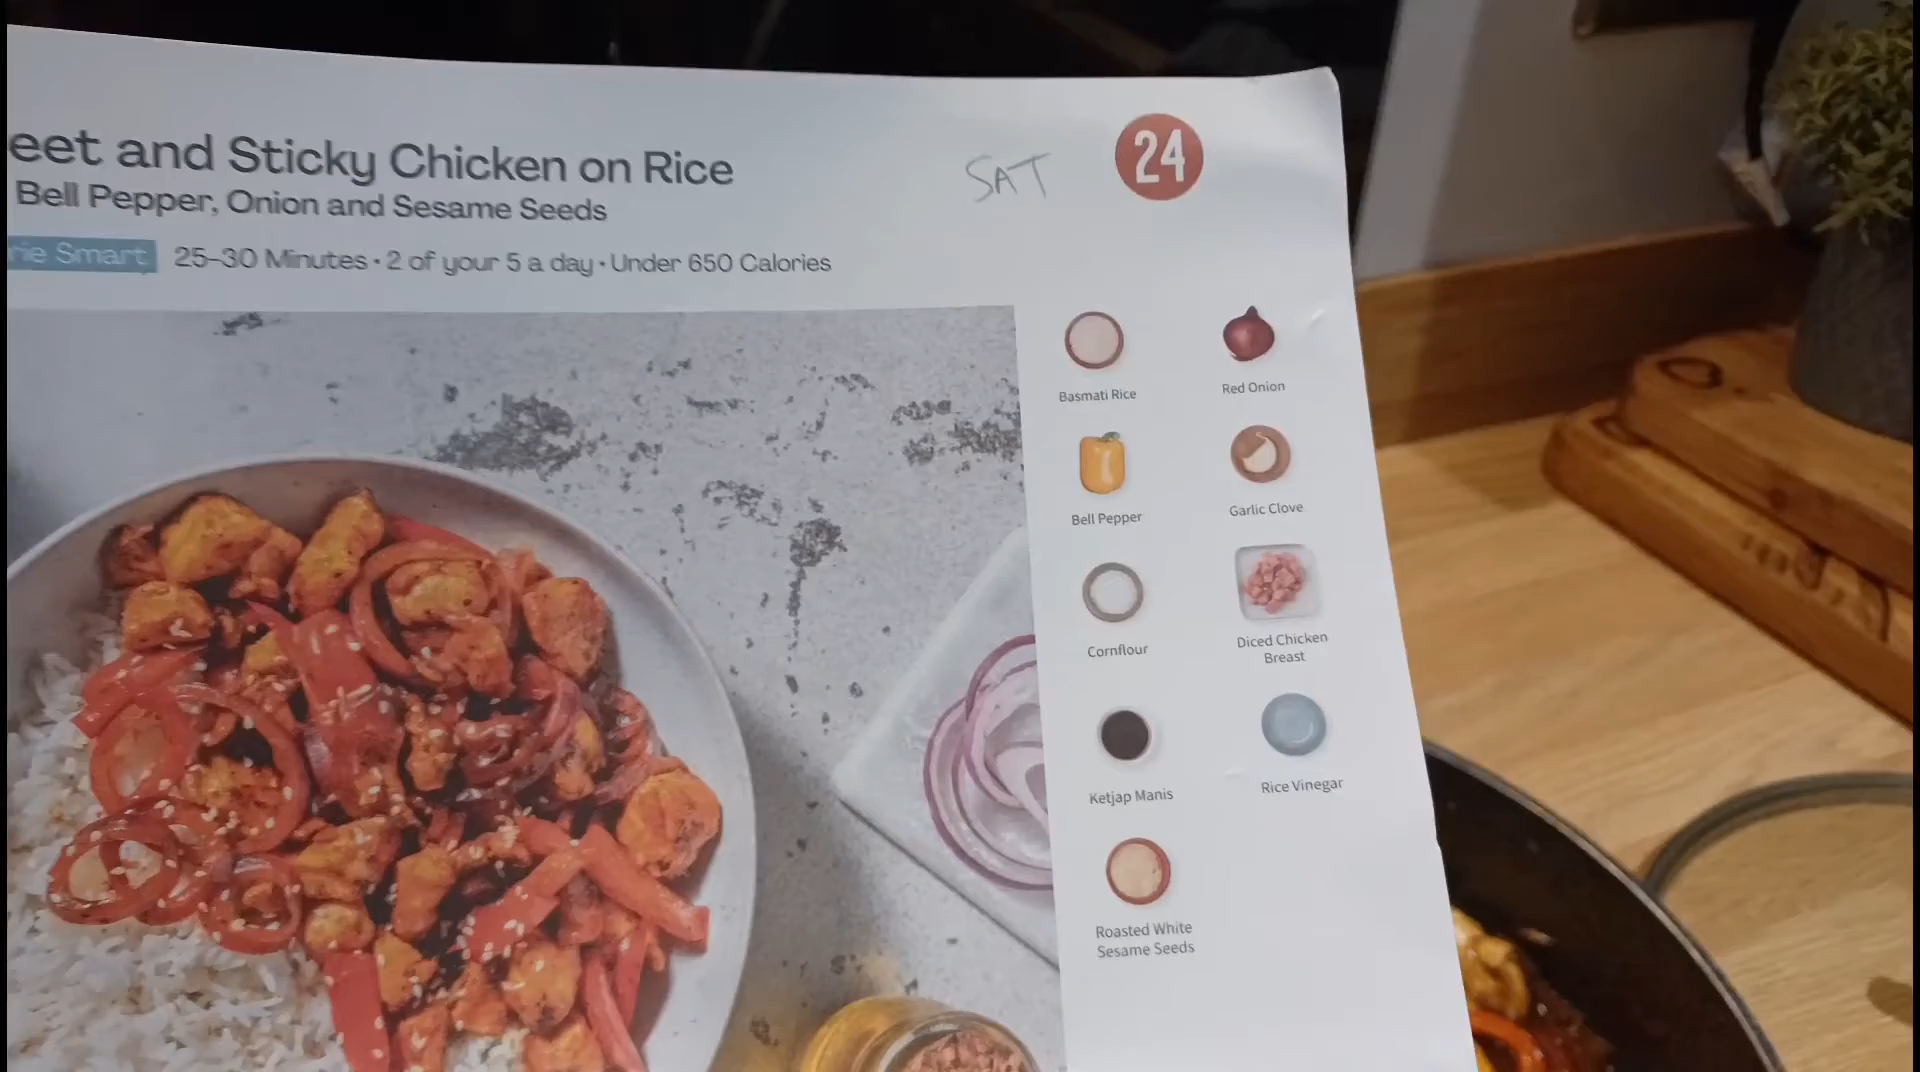 eet and Sticky Chicken on Rice
Bell Pepper, Onion and Sesame Seeds
rie Smart 25–30 Minutes • 2 of your 5 a day • Under 650 Calories
SAT
24
Basmati Rice
Red Onion
Bell Pepper
Garlic Clove
Cornflour
Diced Chicken
Breast
Ketjap Manis
Rice Vinegar
Roasted White
Sesame Seeds